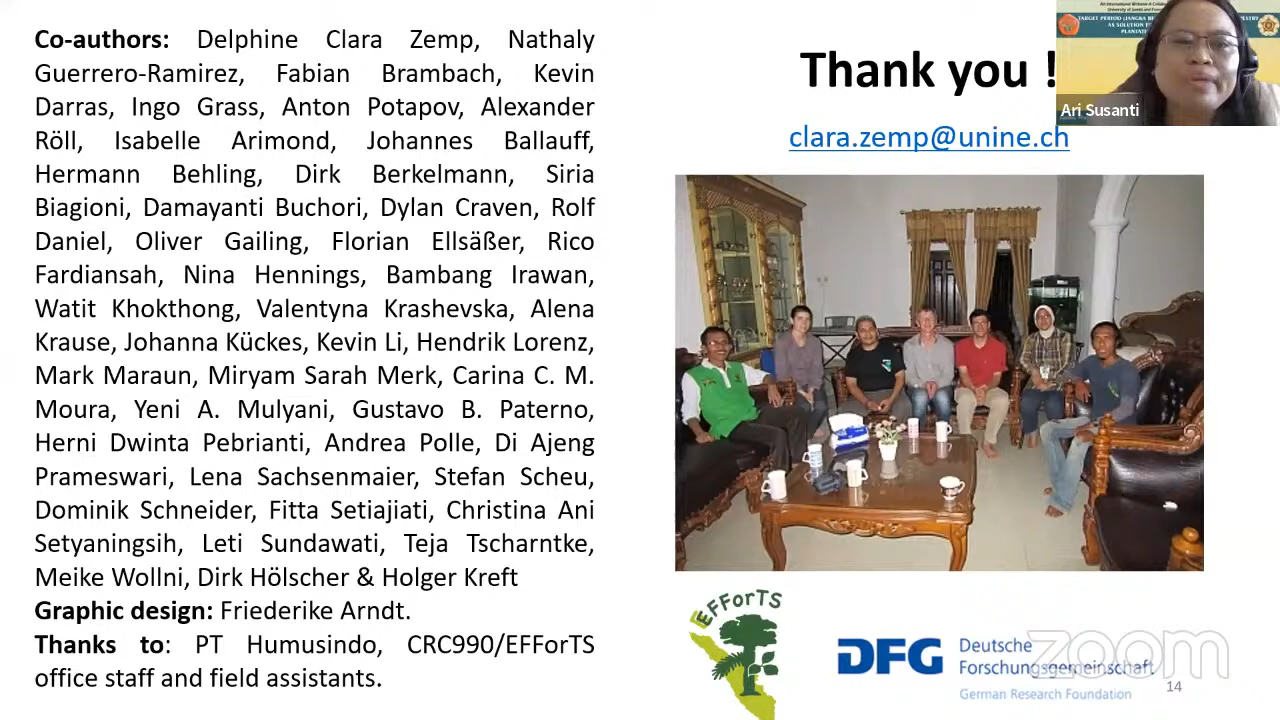 Co-authors: Delphine Clara Zemp, Nathaly
Guerrero-Ramirez, Fabian Brambach, Kevin
Darras, Ingo Grass, Anton Potapov, Alexander
Röll, Isabelle Arimond, Johannes Ballauff,
Hermann Behling, Dirk Berkelmann, Siria
Biagioni, Damayanti Buchori, Dylan Craven, Rolf
Daniel, Oliver Gailing, Florian Ellsäßer, Rico
Fardiansah, Nina Hennings, Bambang Irawan,
Watit Khokthong, Valentyna Krashevska, Alena
Krause, Johanna Kückes, Kevin Li, Hendrik Lorenz,
Mark Maraun, Miryam Sarah Merk, Carina C. M.
Moura, Yeni A. Mulyani, Gustavo B. Paterno,
Herni Dwinta Pebrianti, Andrea Polle, Di Ajeng
Prameswari, Lena Sachsenmaier, Stefan Scheu,
Dominik Schneider, Fitta Setiajiati, Christina Ani
Setyaningsih, Leti Sundawati, Teja Tscharntke,
Meike Wollni, Dirk Hölscher & Holger Kreft
Graphic design: Friederike Arndt.
Thanks to: PT Humusindo, CRC990/EFForTS
office staff and field assistants.
Thank you !
clara.zemp@unine.ch
TARGET PERIOD (JANGKA
AS SOLUTION
Ari Susanti
EFForTS
DFG Deutsche
Forschungsgemeinschaft
German Research Foundation
zoom
14